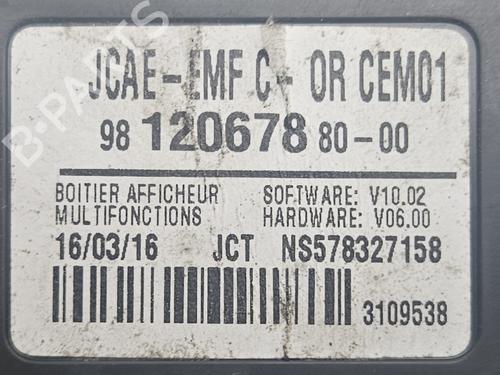 JCAE-EMF C- OR CEM01
98 120678 80-00
BOITIER AFFICHEUR SOFTWARE: V10.02
MULTIFONCTIONS HARDWARE: V06.00
16/03/16 JCT NS578327158
3109538
B-PARTS